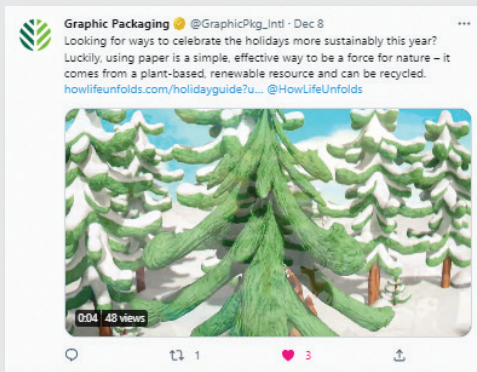 Graphic Packaging @GraphicPkg_Intl · Dec 8
Looking for ways to celebrate the holidays more sustainably this year?
Luckily, using paper is a simple, effective way to be a force for nature – it
comes from a plant-based, renewable resource and can be recycled.
howlifeunfolds.com/holidayguide?u... @HowLifeUnfolds
0:04 48 views
1 3